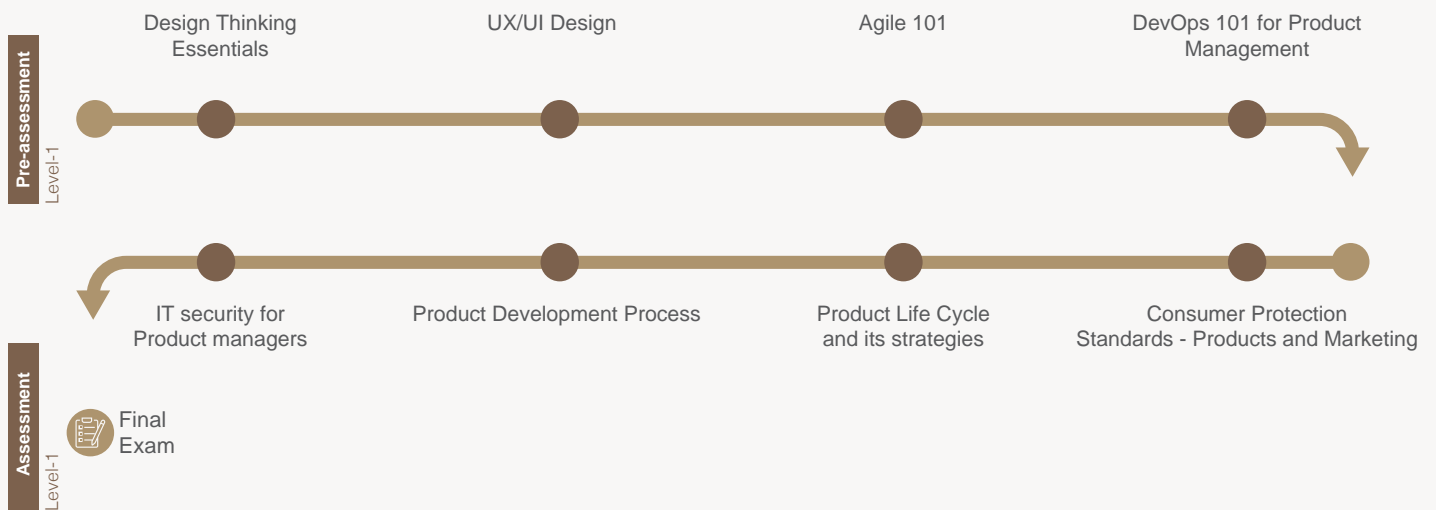 Pre-assessment
Level-1
Design Thinking
Essentials
UX/UI Design
Agile 101
DevOps 101 for Product
Management
IT security for
Product managers
Product Development Process
Product Life Cycle
and its strategies
Consumer Protection
Standards - Products and Marketing
Assessment
Level-1
Final
Exam